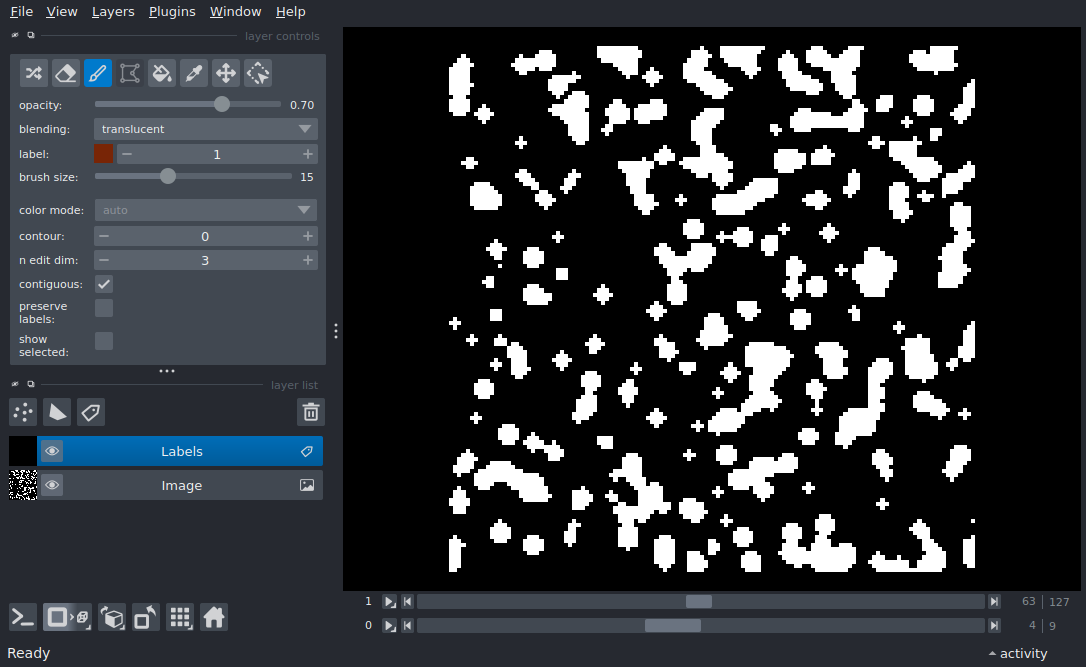 File View Layers Plugins Window Help
layer controls
opacity: 0.70
blending: translucent
label: 1
brush size: 15
color mode: auto
contour: 0
n edit dim: 3
contiguous:
preserve
labels:
show
selected:
layer list
Labels
Image
1 63 127
0 4 9
Ready activity